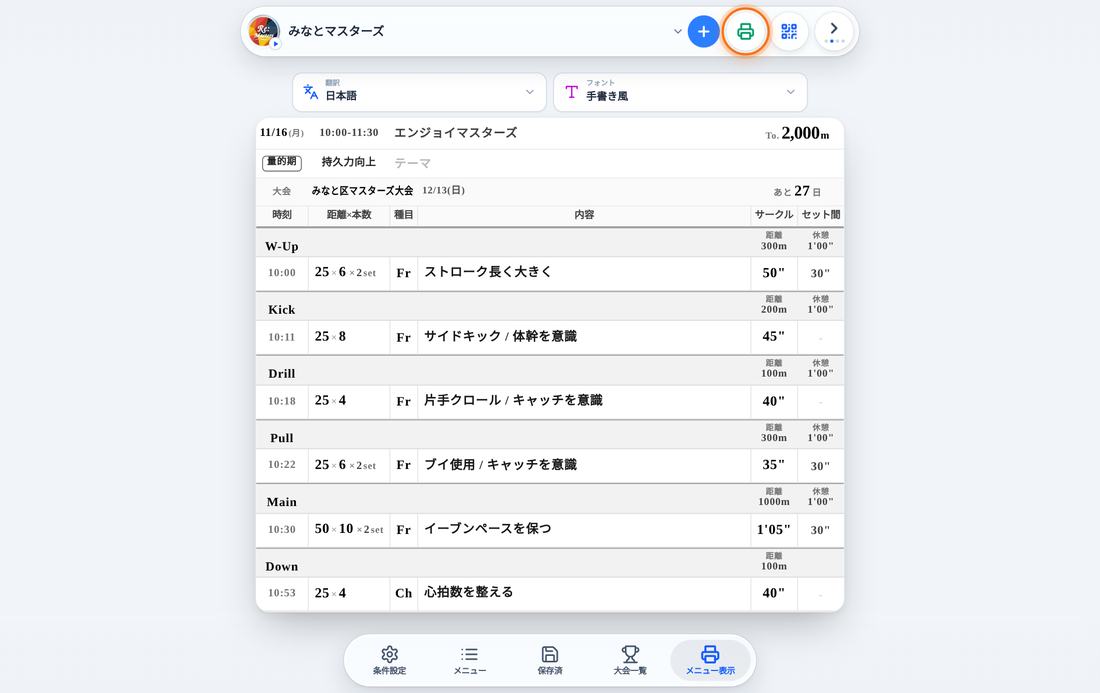 Re:
Masters
みなとマスターズ
翻訳
日本語
フォント
手書き風
11/16(月) 10:00-11:30 エンジョイマスターズ To. 2,000m
量的期 持久力向上 テーマ
大会 みなと区マスターズ大会 12/13(日) あと 27 日
時刻 距離×本数 種目 内容 サークル セット間
W-Up 距離 300m 休憩 1'00"
10:00 25×6×2set Fr ストローク長く大きく 50" 30"
Kick 距離 200m 休憩 1'00"
10:11 25×8 Fr サイドキック / 体幹を意識 45" -
Drill 距離 100m 休憩 1'00"
10:18 25×4 Fr 片手クロール / キャッチを意識 40" -
Pull 距離 300m 休憩 1'00"
10:22 25×6×2set Fr ブイ使用 / キャッチを意識 35" 30"
Main 距離 1000m 休憩 1'00"
10:30 50×10×2set Fr イーブンペースを保つ 1'05" 30"
Down 距離 100m
10:53 25×4 Ch 心拍数を整える 40" -
条件設定 メニュー 保存済 大会一覧 メニュー表示